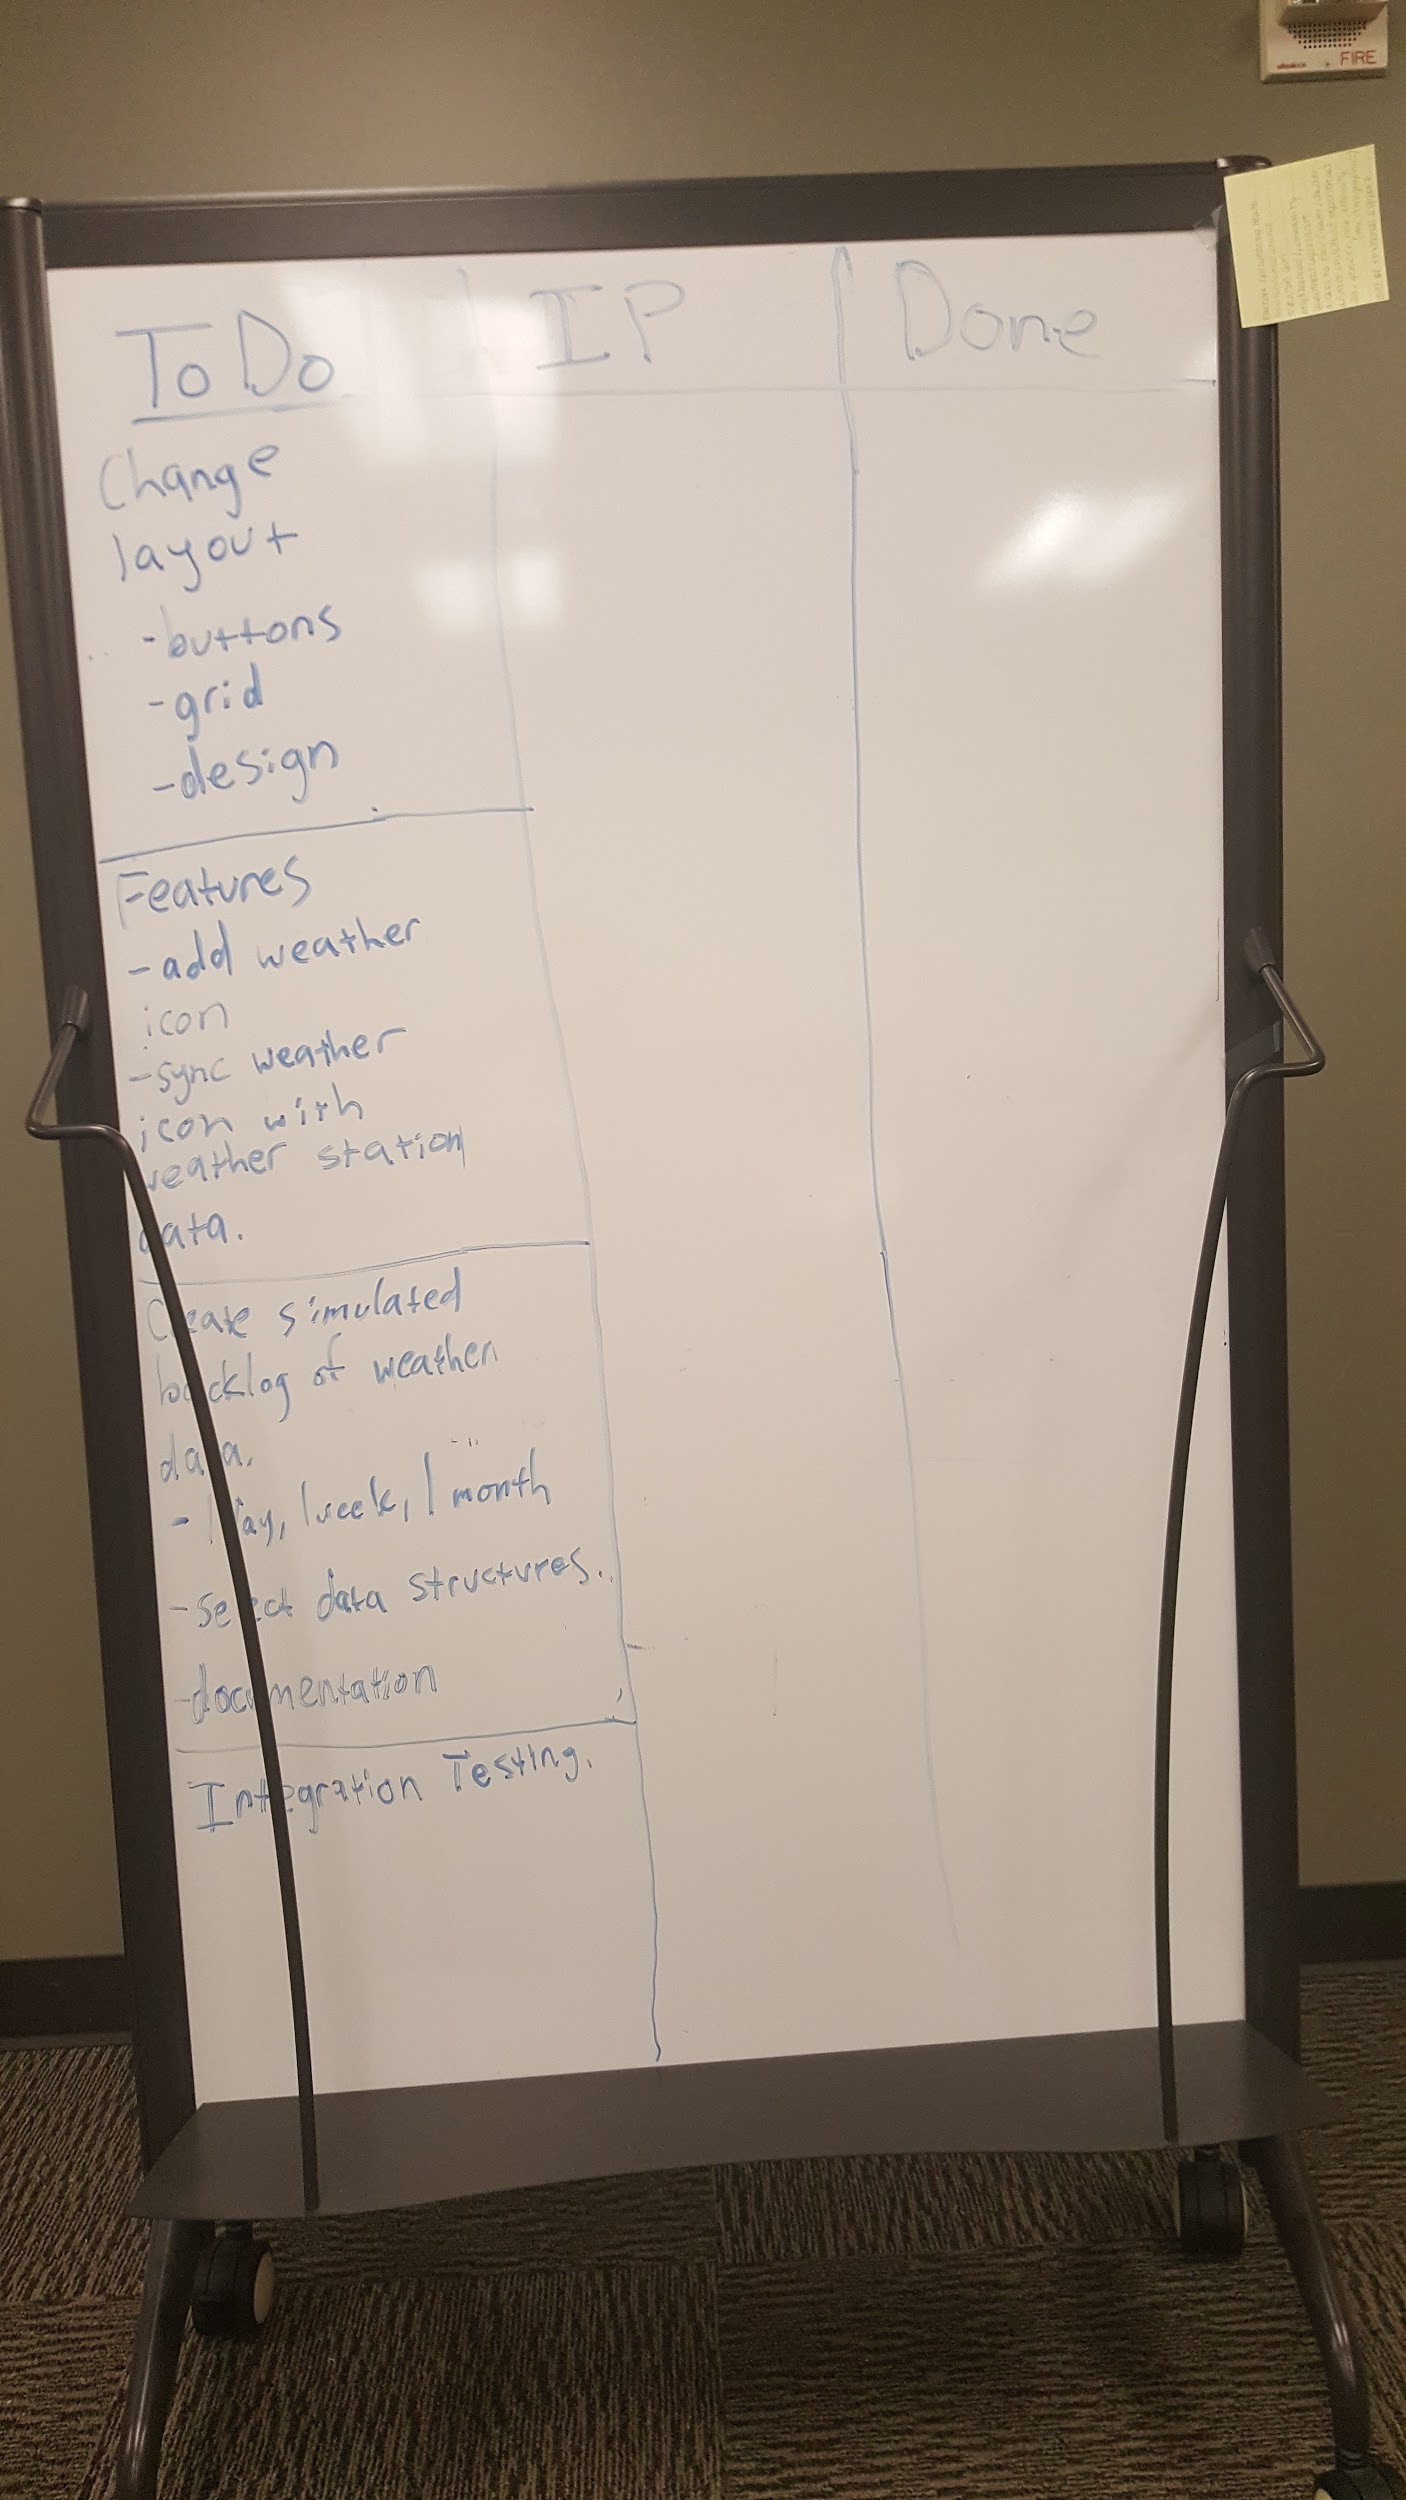 FIRE
To Do
IP
Done
Change
layout
-buttons
-grid
-design
Features
-add weather
icon
-sync weather
icon with
weather station
data.
Create simulated
backlog of weather
data.
- 1 day, 1 week, 1 month
-select data structures..
-documentation
Integration Testing.